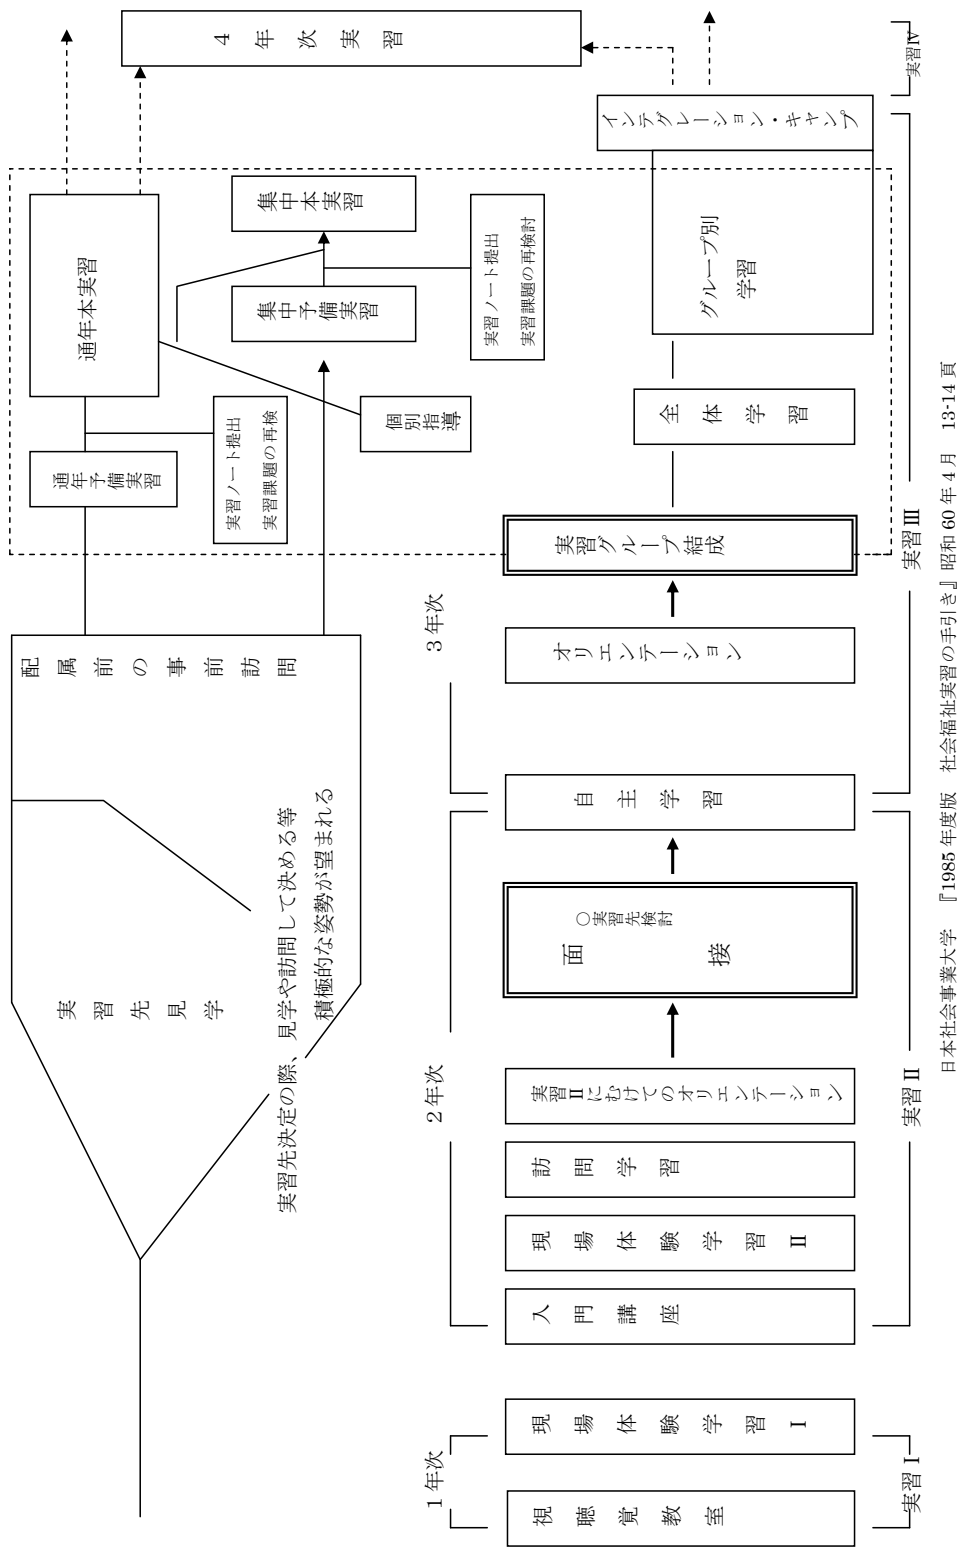 4年次実習
通年本実習
集中本実習
集中予備実習
実習ノート提出
実習課題の再検討
通年予備実習
実習ノート提出
実習課題の再検
個別指導
配属前の事前訪問
実習先見学
実習先決定の際、見学や訪問して決める等
積極的な姿勢が望まれる
1年次
2年次
3年次
視聴覚教室
現場体験学習Ⅰ
入門講座
現場体験学習Ⅱ
訪問学習
実習Ⅱにむけてのオリエンテーション
面接
○実習先検討
自主学習
オリエンテーション
実習グループ結成
全体学習
グループ別
学習
インテグレーション・キャンプ
実習Ⅰ
実習Ⅱ
実習Ⅲ
実習Ⅳ
日本社会事業大学 『1985年度版 社会福祉実習の手引き』昭和60年4月 13-14頁